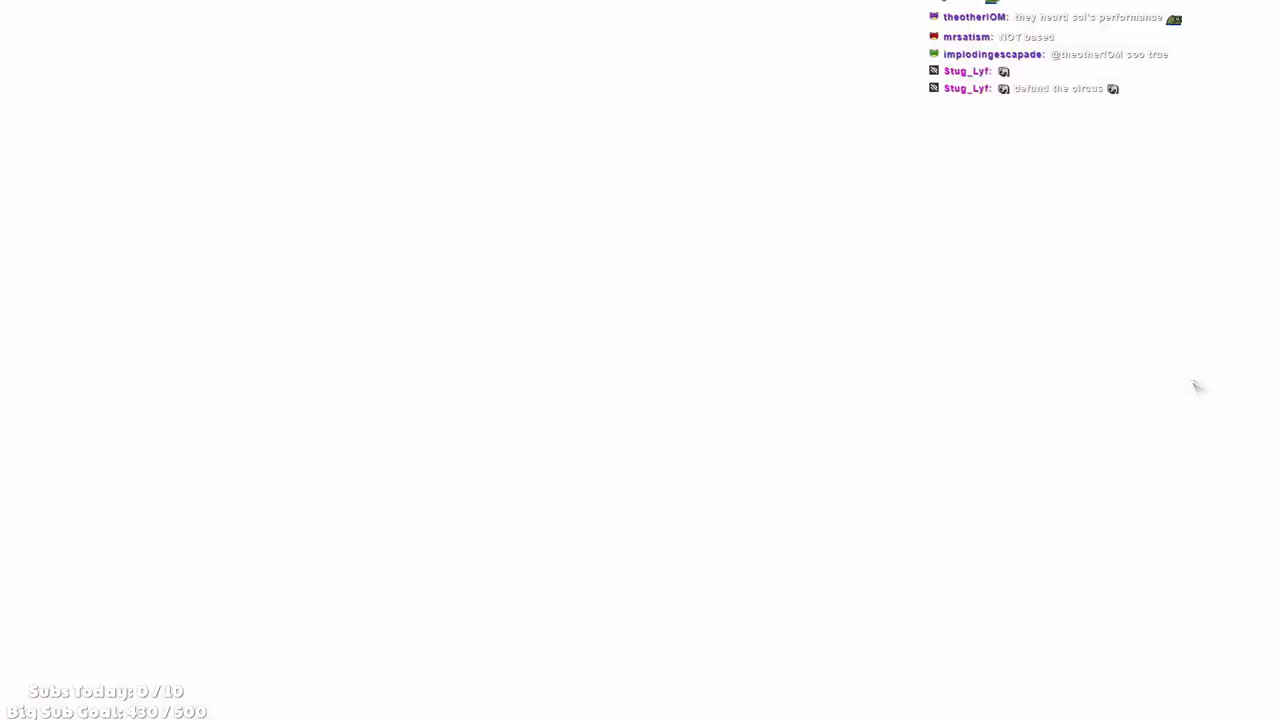 theotherIOM: they heard sol's performance
mrsatism: NOT based
implodingescapade: @theotherIOM soo true
Stug_Lyf:
Stug_Lyf: defund the circus
Subs Today: 0 / 10
Big Sub Goal: 430 / 500